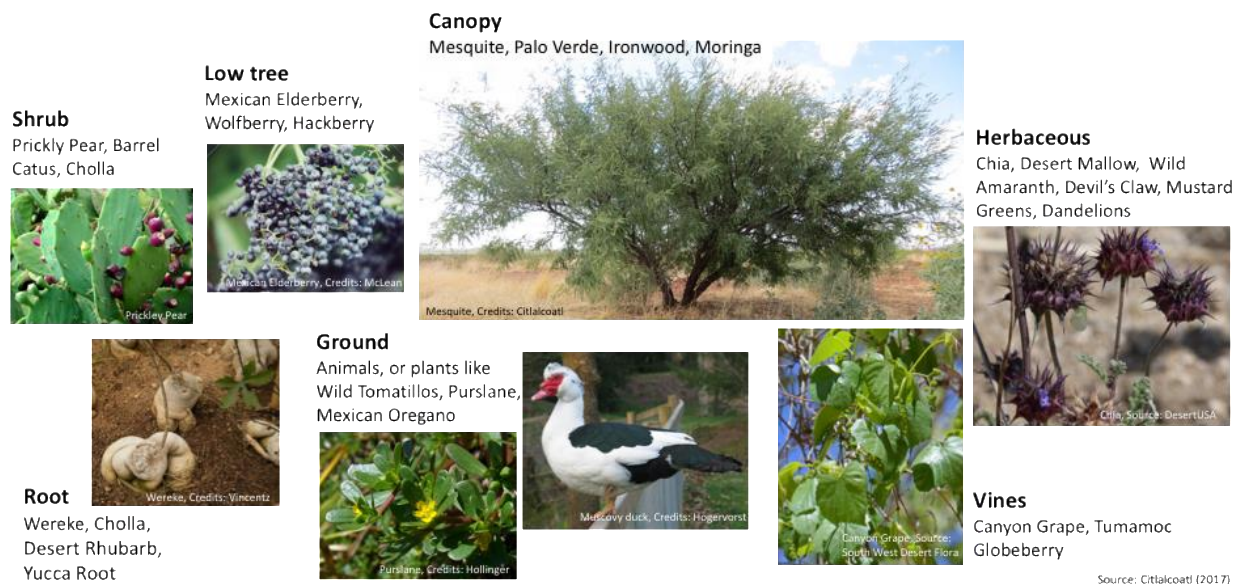 Canopy
Mesquite, Palo Verde, Ironwood, Moringa
Mesquite, Credits: Citlalcoatl
Low tree
Mexican Elderberry,
Wolfberry, Hackberry
Mexican Elderberry, Credits: McLean
Shrub
Prickly Pear, Barrel
Catus, Cholla
Prickley Pear
Herbaceous
Chia, Desert Mallow, Wild
Amaranth, Devil's Claw, Mustard
Greens, Dandelions
Chia, Source: DesertUSA
Ground
Animals, or plants like
Wild Tomatillos, Purslane,
Mexican Oregano
Purslane, Credits: Hollinger
Muscovy duck, Credits: Hogervorst
Wereke, Credits: Vincentz
Root
Wereke, Cholla,
Desert Rhubarb,
Yucca Root
Canyon Grape, Source:
South West Desert Flora
Vines
Canyon Grape, Tumamoc
Globeberry
Source: Citlalcoatl (2017)